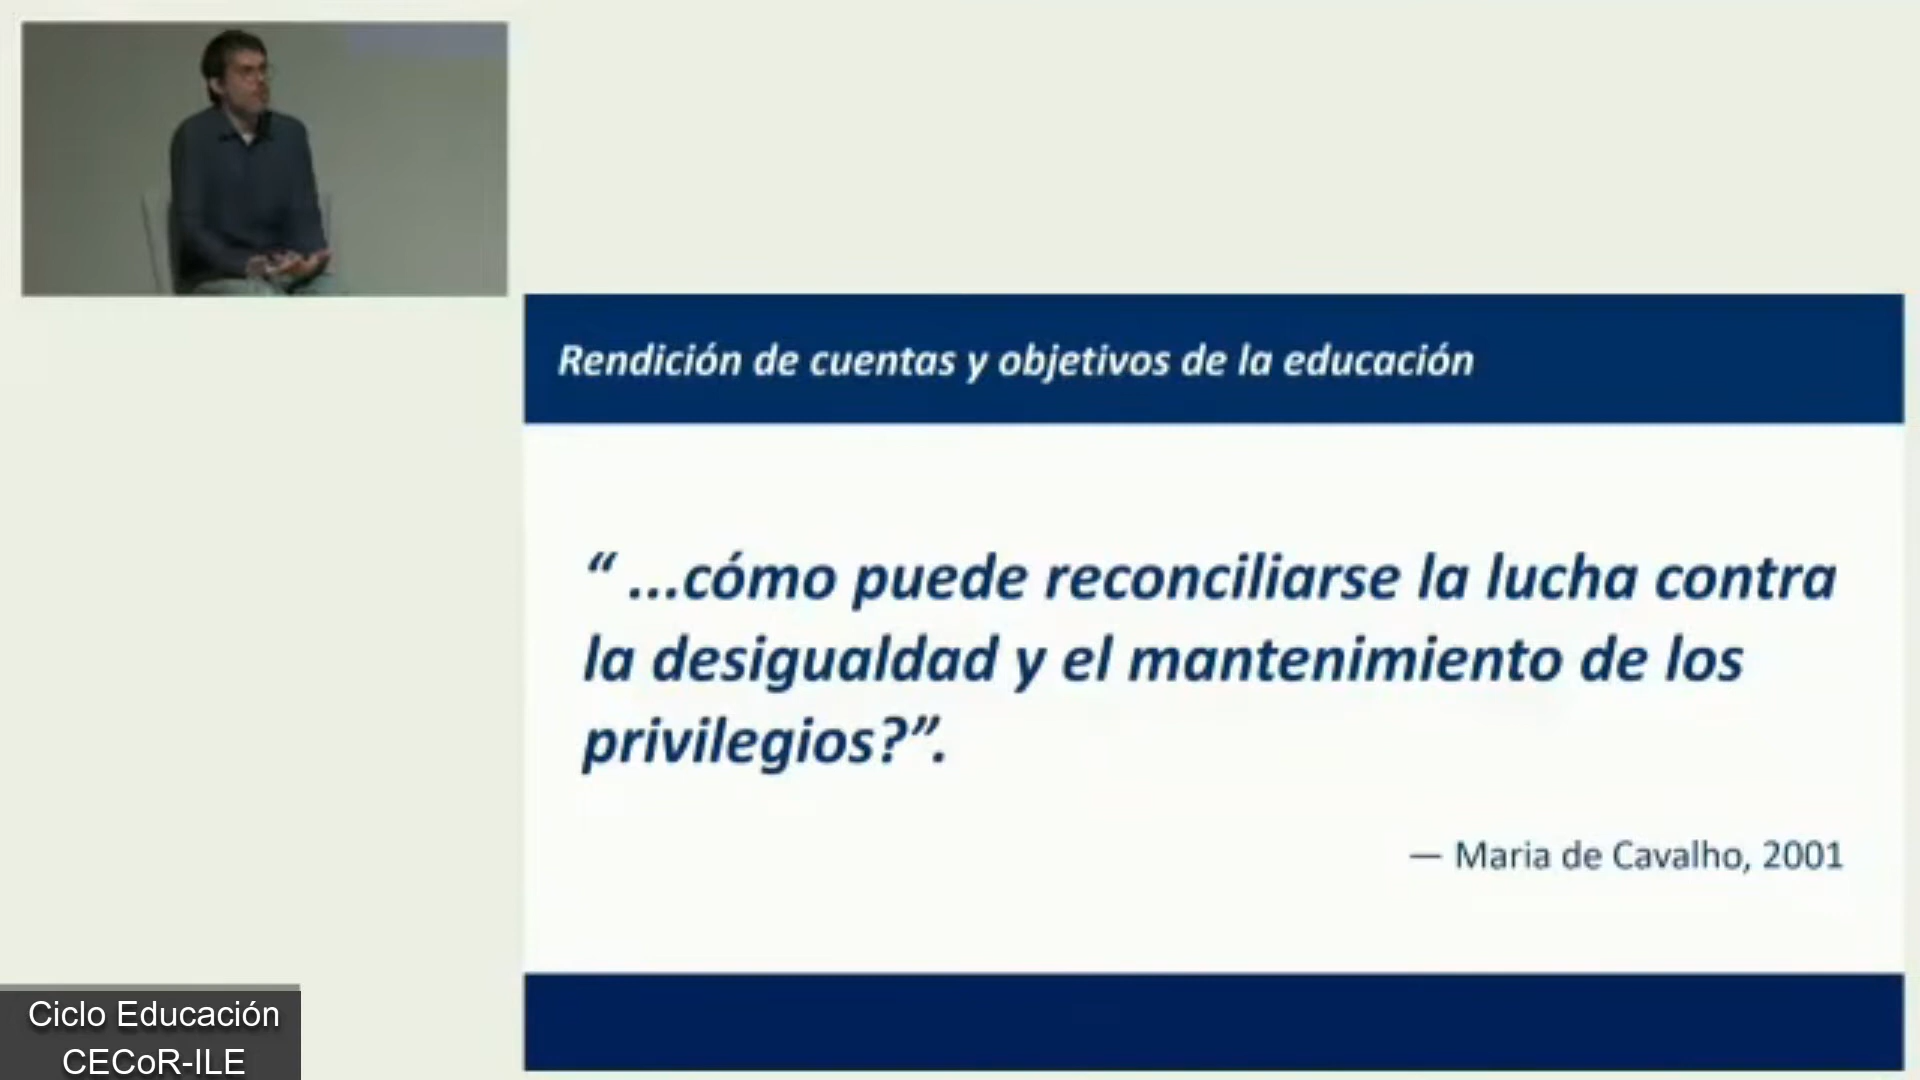 Rendición de cuentas y objetivos de la educación
“ ...cómo puede reconciliarse la lucha contra
la desigualdad y el mantenimiento de los
privilegios?”.
— Maria de Cavalho, 2001
Ciclo Educación
CECoR-ILE